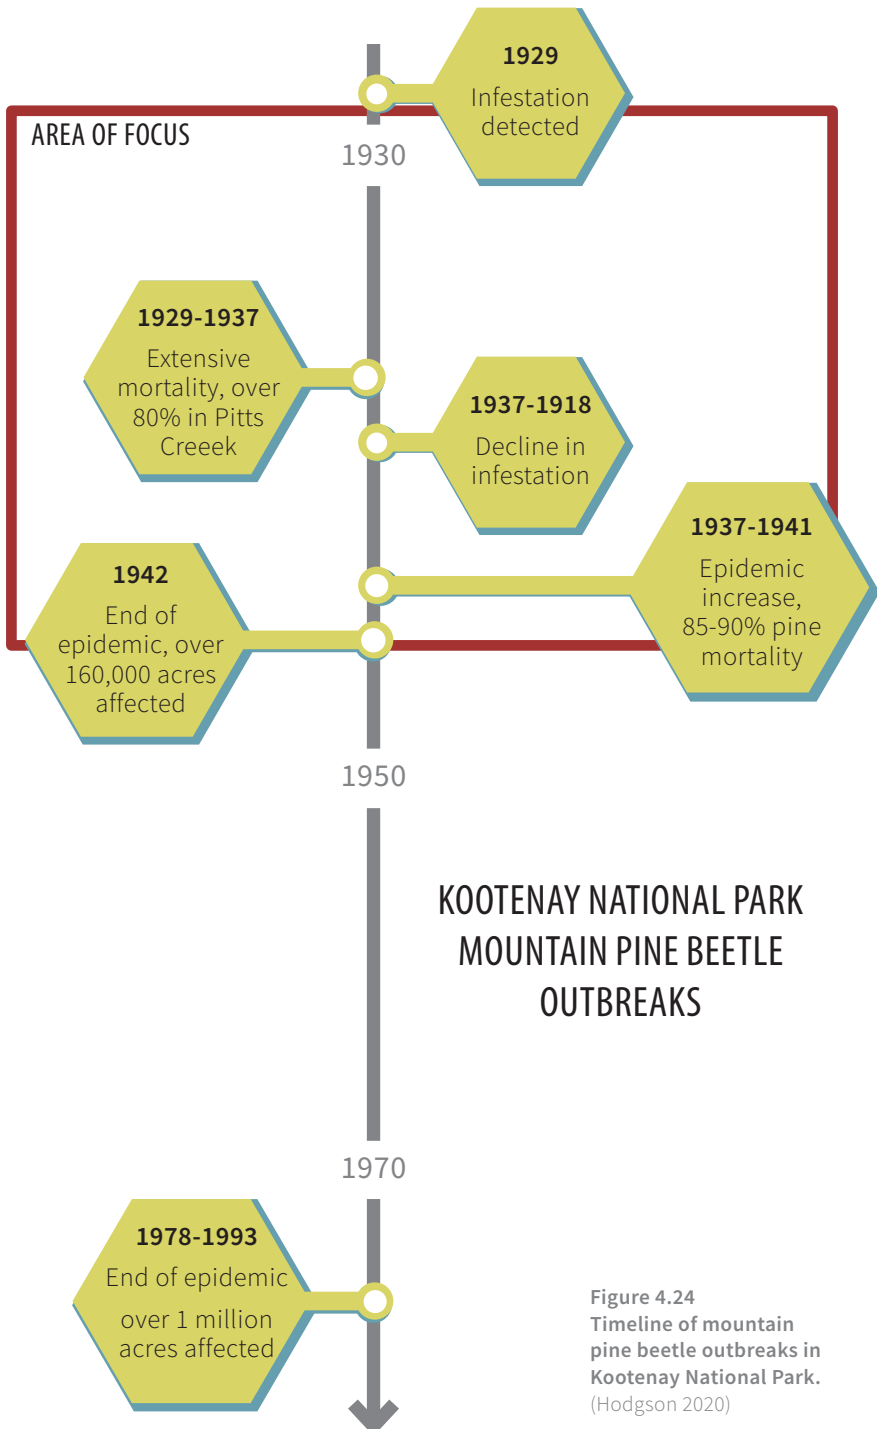 1929
Infestation
detected
AREA OF FOCUS
1930
1929-1937
Extensive
mortality, over
80% in Pitts
Creeek
1937-1918
Decline in
infestation
1937-1941
Epidemic
increase,
85-90% pine
mortality
1942
End of
epidemic, over
160,000 acres
affected
1950
KOOTENAY NATIONAL PARK
MOUNTAIN PINE BEETLE
OUTBREAKS
1970
1978-1993
End of epidemic
over 1 million
acres affected
Figure 4.24
Timeline of mountain
pine beetle outbreaks in
Kootenay National Park.
(Hodgson 2020)